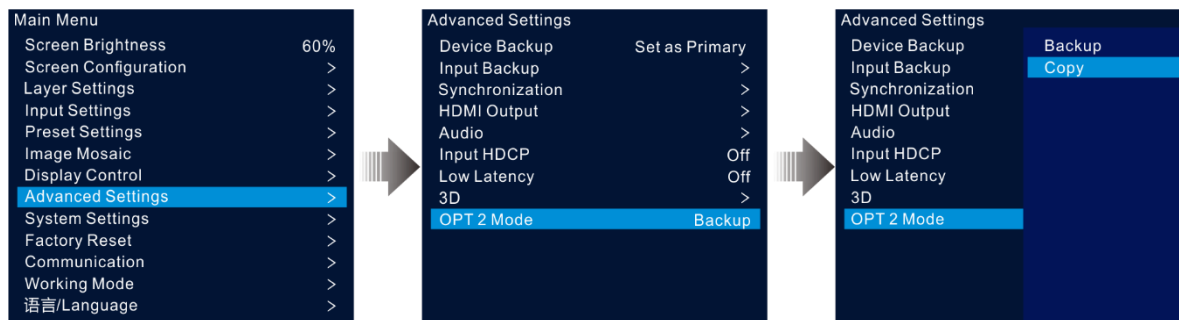 Main Menu
Screen Brightness 60%
Screen Configuration >
Layer Settings >
Input Settings >
Preset Settings >
Image Mosaic >
Display Control >
Advanced Settings >
System Settings >
Factory Reset >
Communication >
Working Mode >
语言/Language >
Advanced Settings
Device Backup Set as Primary
Input Backup >
Synchronization >
HDMI Output >
Audio >
Input HDCP Off
Low Latency Off
3D >
OPT 2 Mode Backup
Advanced Settings
Device Backup
Input Backup
Synchronization
HDMI Output
Audio
Input HDCP
Low Latency
3D
OPT 2 Mode
Backup
Copy